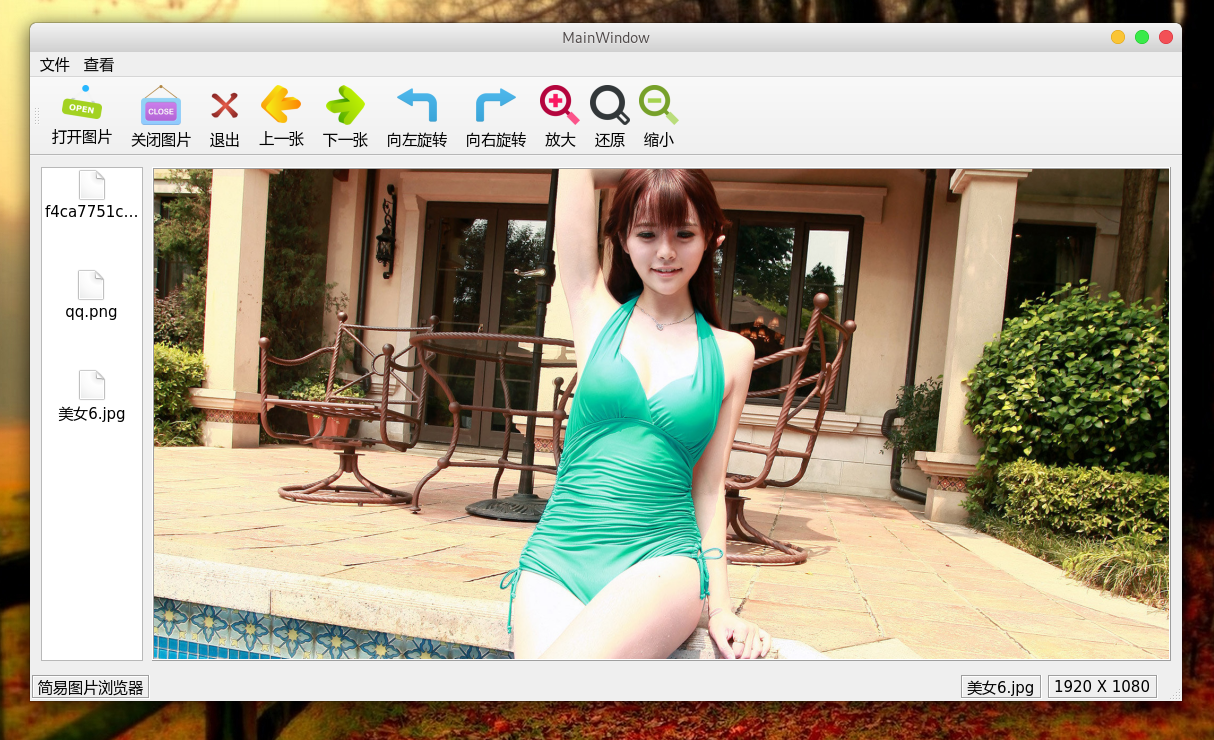 MainWindow
文件 查看
OPEN CLOSE
打开图片 关闭图片 退出 上一张 下一张 向左旋转 向右旋转 放大 还原 缩小
f4ca7751c...
qq.png
美女6.jpg
简易图片浏览器 美女6.jpg 1920 X 1080